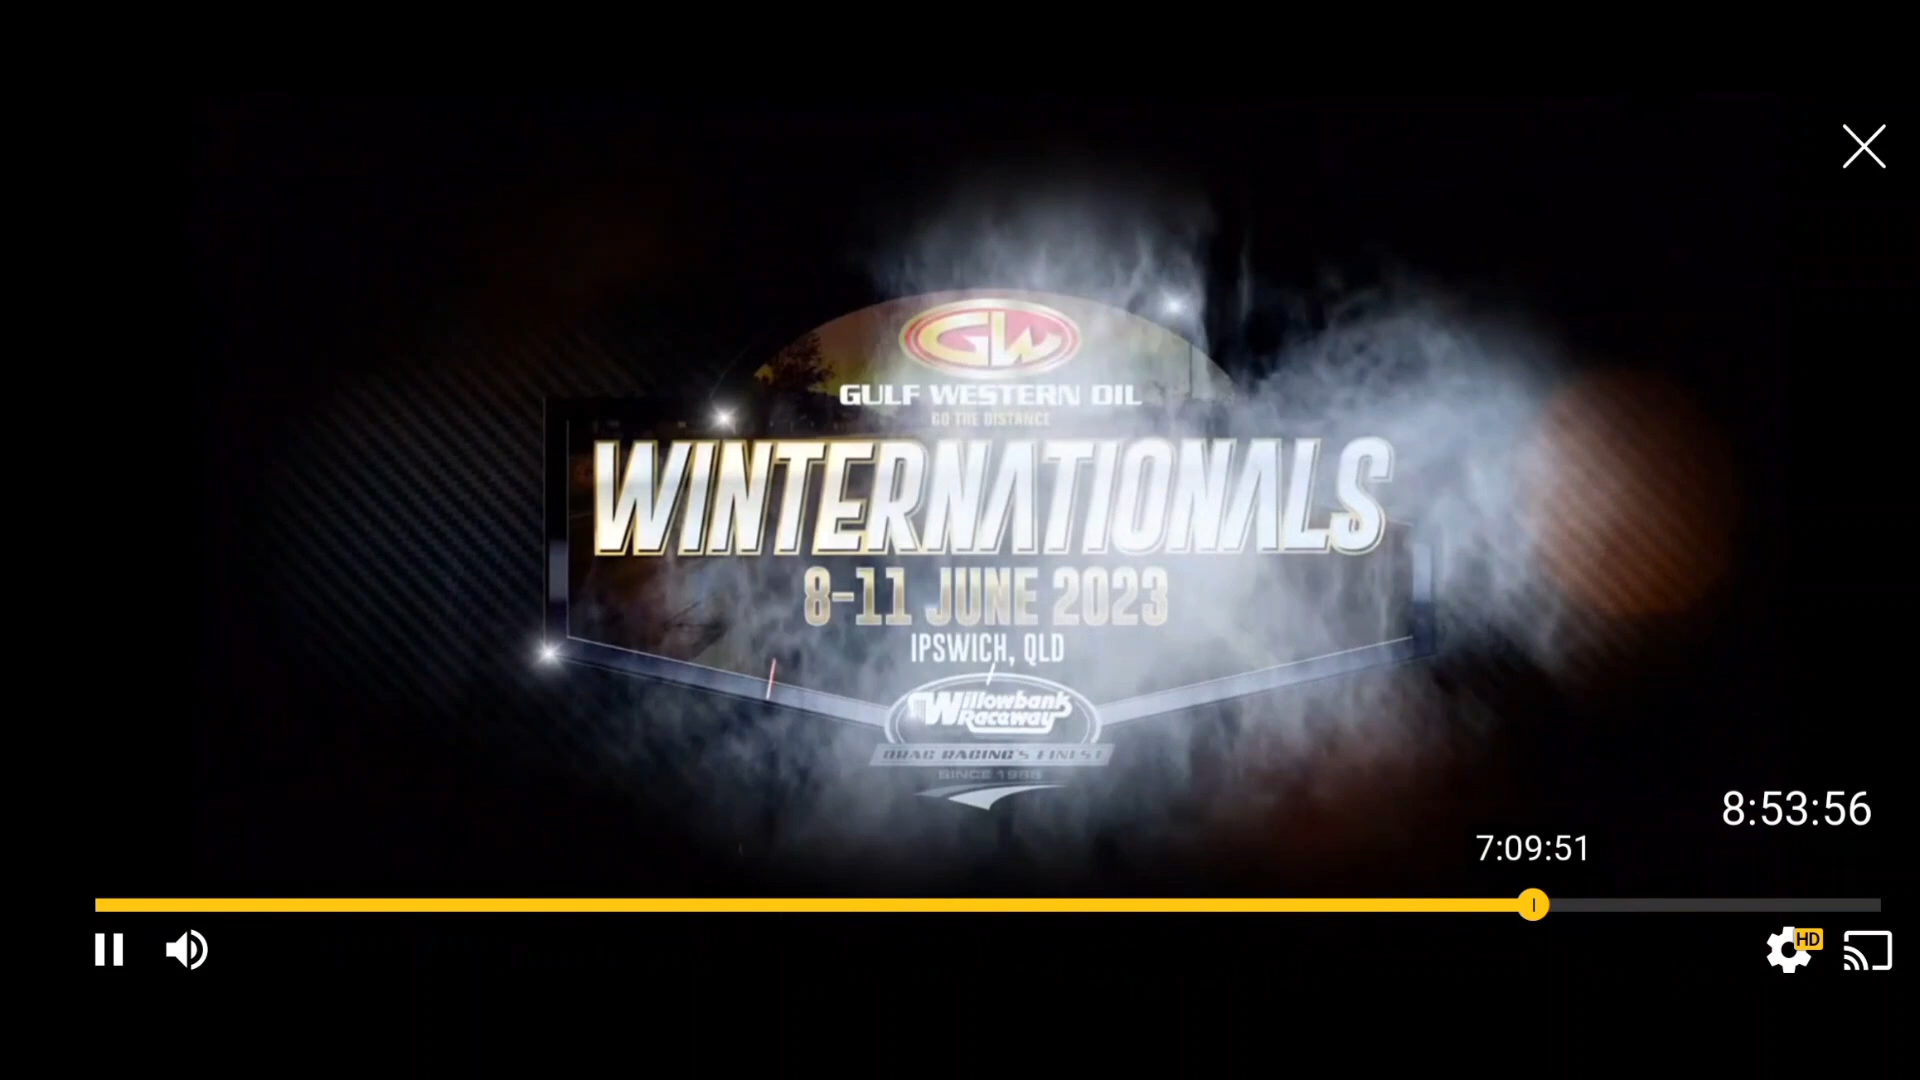 GW
GULF WESTERN OIL
GO THE DISTANCE
WINTERNATIONALS
8-11 JUNE 2023
IPSWICH, QLD
Willowbank
Raceway
DRAG RACING'S FINEST
8:53:56
7:09:51
HD